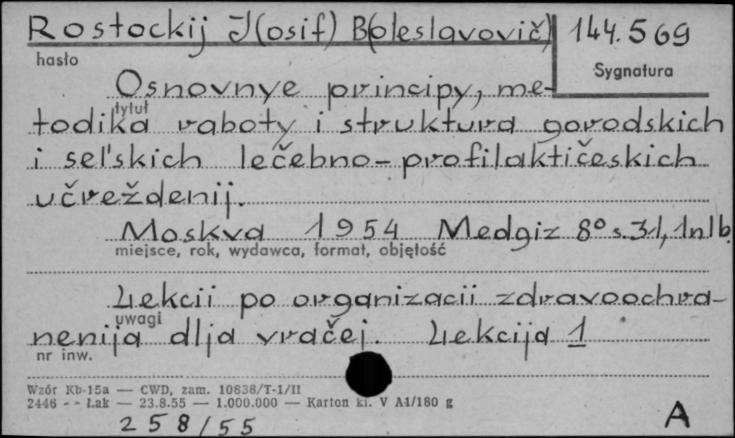 Rostockij J(osif) B(oleslavovič) 144.569
hasło
Sygnatura
Osnovnye principy, me-
tytuł
todika raboty i struktura gorodskich
i sel'skich lečebno-profilaktičeskich
učreždenij.
Moskva 1954 Medgiz 8° s.31, 1nlb.
miejsce, rok, wydawca, format, objętość
Lekcii po organizacii zdravoochra-
uwagi
nenija dlja vračej. Lekcija 1
nr inw.
Wzór Kb-15a — CWD, zam. 10838/T-1/II
2446 -- Łak — 23.8.55 — 1.000.000 — Karton kl. V A1/180 g
258/55 A